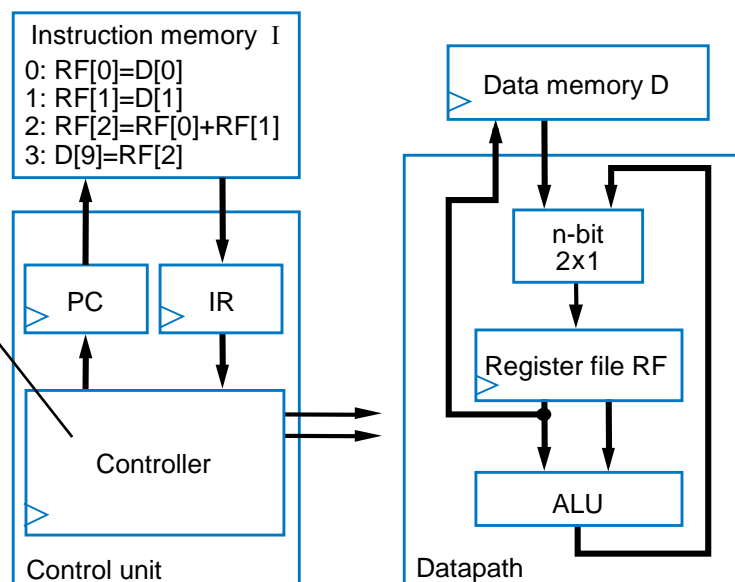 Instruction memory I
0: RF[0]=D[0]
1: RF[1]=D[1]
2: RF[2]=RF[0]+RF[1]
3: D[9]=RF[2]
PC
IR
Controller
Control unit
Data memory D
n-bit
2x1
Register file RF
ALU
Datapath